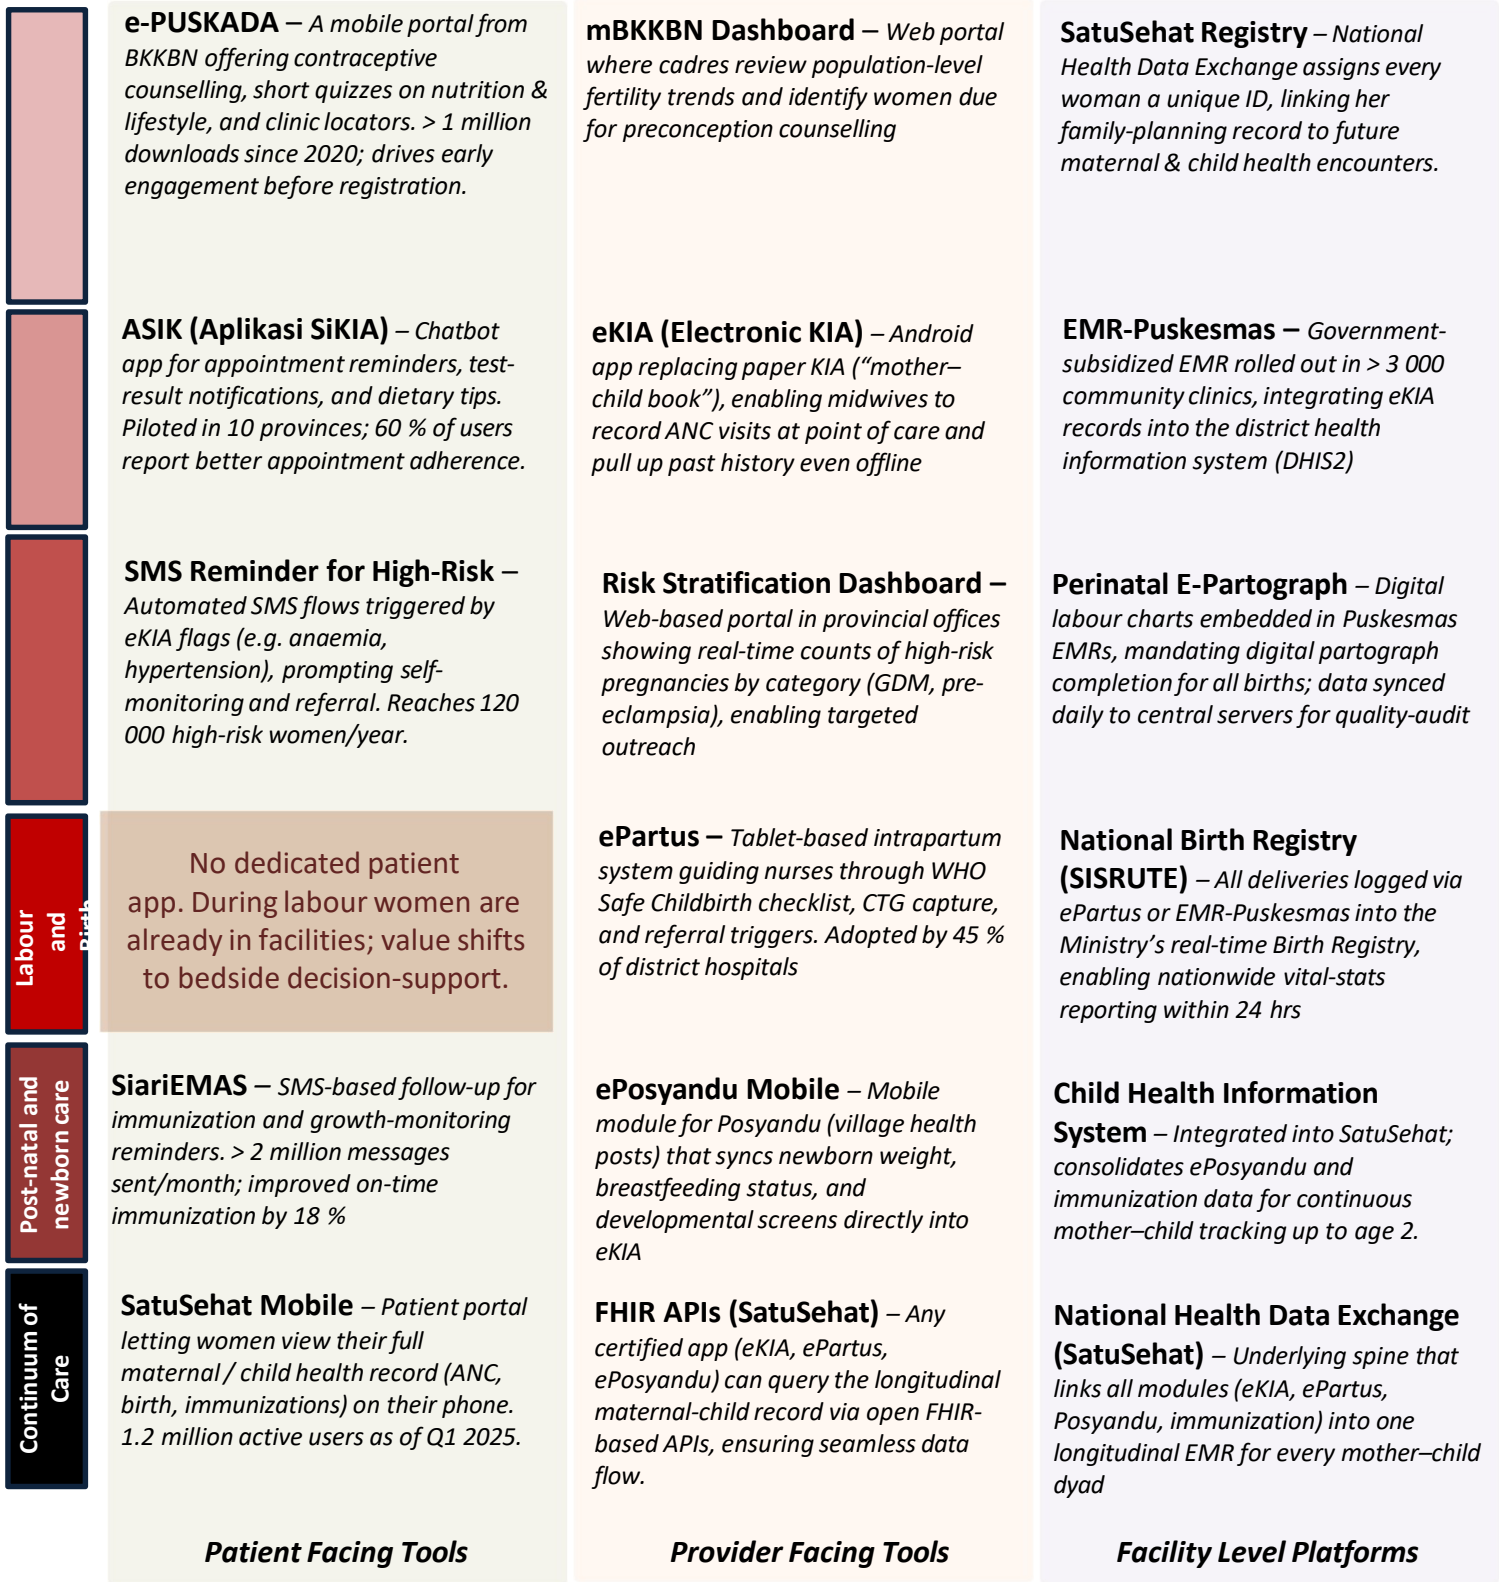 e-PUSKADA – A mobile portal from
BKKBN offering contraceptive
counselling, short quizzes on nutrition &
lifestyle, and clinic locators. > 1 million
downloads since 2020; drives early
engagement before registration.
mBKKBN Dashboard – Web portal
where cadres review population-level
fertility trends and identify women due
for preconception counselling
SatuSehat Registry – National
Health Data Exchange assigns every
woman a unique ID, linking her
family-planning record to future
maternal & child health encounters.
ASIK (Aplikasi SiKIA) – Chatbot
app for appointment reminders, test-
result notifications, and dietary tips.
Piloted in 10 provinces; 60 % of users
report better appointment adherence.
eKIA (Electronic KIA) – Android
app replacing paper KIA (“mother–
child book”), enabling midwives to
record ANC visits at point of care and
pull up past history even offline
EMR-Puskesmas – Government-
subsidized EMR rolled out in > 3 000
community clinics, integrating eKIA
records into the district health
information system (DHIS2)
SMS Reminder for High-Risk –
Automated SMS flows triggered by
eKIA flags (e.g. anaemia,
hypertension), prompting self-
monitoring and referral. Reaches 120
000 high-risk women/year.
Risk Stratification Dashboard –
Web-based portal in provincial offices
showing real-time counts of high-risk
pregnancies by category (GDM, pre-
eclampsia), enabling targeted
outreach
Perinatal E-Partograph – Digital
labour charts embedded in Puskesmas
EMRs, mandating digital partograph
completion for all births; data synced
daily to central servers for quality-audit
Labour
and
Birth
No dedicated patient
app. During labour women are
already in facilities; value shifts
to bedside decision-support.
ePartus – Tablet-based intrapartum
system guiding nurses through WHO
Safe Childbirth checklist, CTG capture,
and referral triggers. Adopted by 45 %
of district hospitals
National Birth Registry
(SISRUTE) – All deliveries logged via
ePartus or EMR-Puskesmas into the
Ministry’s real-time Birth Registry,
enabling nationwide vital-stats
reporting within 24 hrs
Post-natal and
newborn care
SiariEMAS – SMS-based follow-up for
immunization and growth-monitoring
reminders. > 2 million messages
sent/month; improved on-time
immunization by 18 %
ePosyandu Mobile – Mobile
module for Posyandu (village health
posts) that syncs newborn weight,
breastfeeding status, and
developmental screens directly into
eKIA
Child Health Information
System – Integrated into SatuSehat;
consolidates ePosyandu and
immunization data for continuous
mother–child tracking up to age 2.
Continuum of
Care
SatuSehat Mobile – Patient portal
letting women view their full
maternal / child health record (ANC,
birth, immunizations) on their phone.
1.2 million active users as of Q1 2025.
FHIR APIs (SatuSehat) – Any
certified app (eKIA, ePartus,
ePosyandu) can query the longitudinal
maternal-child record via open FHIR-
based APIs, ensuring seamless data
flow.
National Health Data Exchange
(SatuSehat) – Underlying spine that
links all modules (eKIA, ePartus,
Posyandu, immunization) into one
longitudinal EMR for every mother–child
dyad
Patient Facing Tools
Provider Facing Tools
Facility Level Platforms